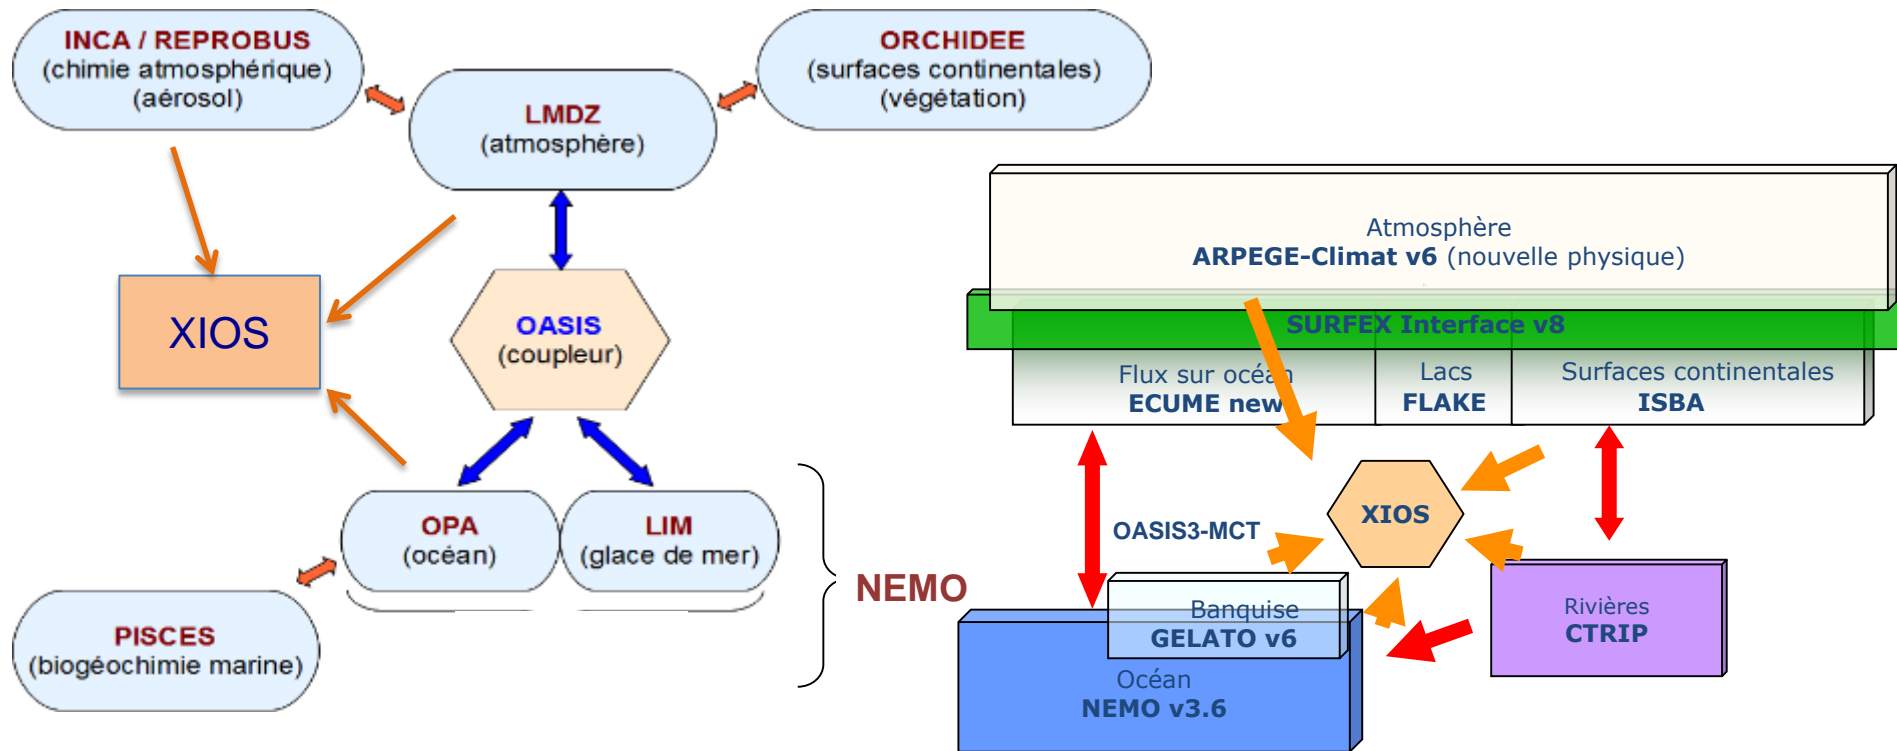 INCA / REPROBUS
(chimie atmosphérique)
(aérosol)
ORCHIDEE
(surfaces continentales)
(végétation)
LMDZ
(atmosphère)
XIOS
OASIS
(coupleur)
OPA
(océan)
LIM
(glace de mer)
PISCES
(biogéochimie marine)
NEMO
Atmosphère
ARPEGE-Climat v6 (nouvelle physique)
SURFEX Interface v8
Flux sur océan
ECUME new
Lacs
FLAKE
Surfaces continentales
ISBA
XIOS
OASIS3-MCT
Banquise
GELATO v6
Océan
NEMO v3.6
Rivières
CTRIP